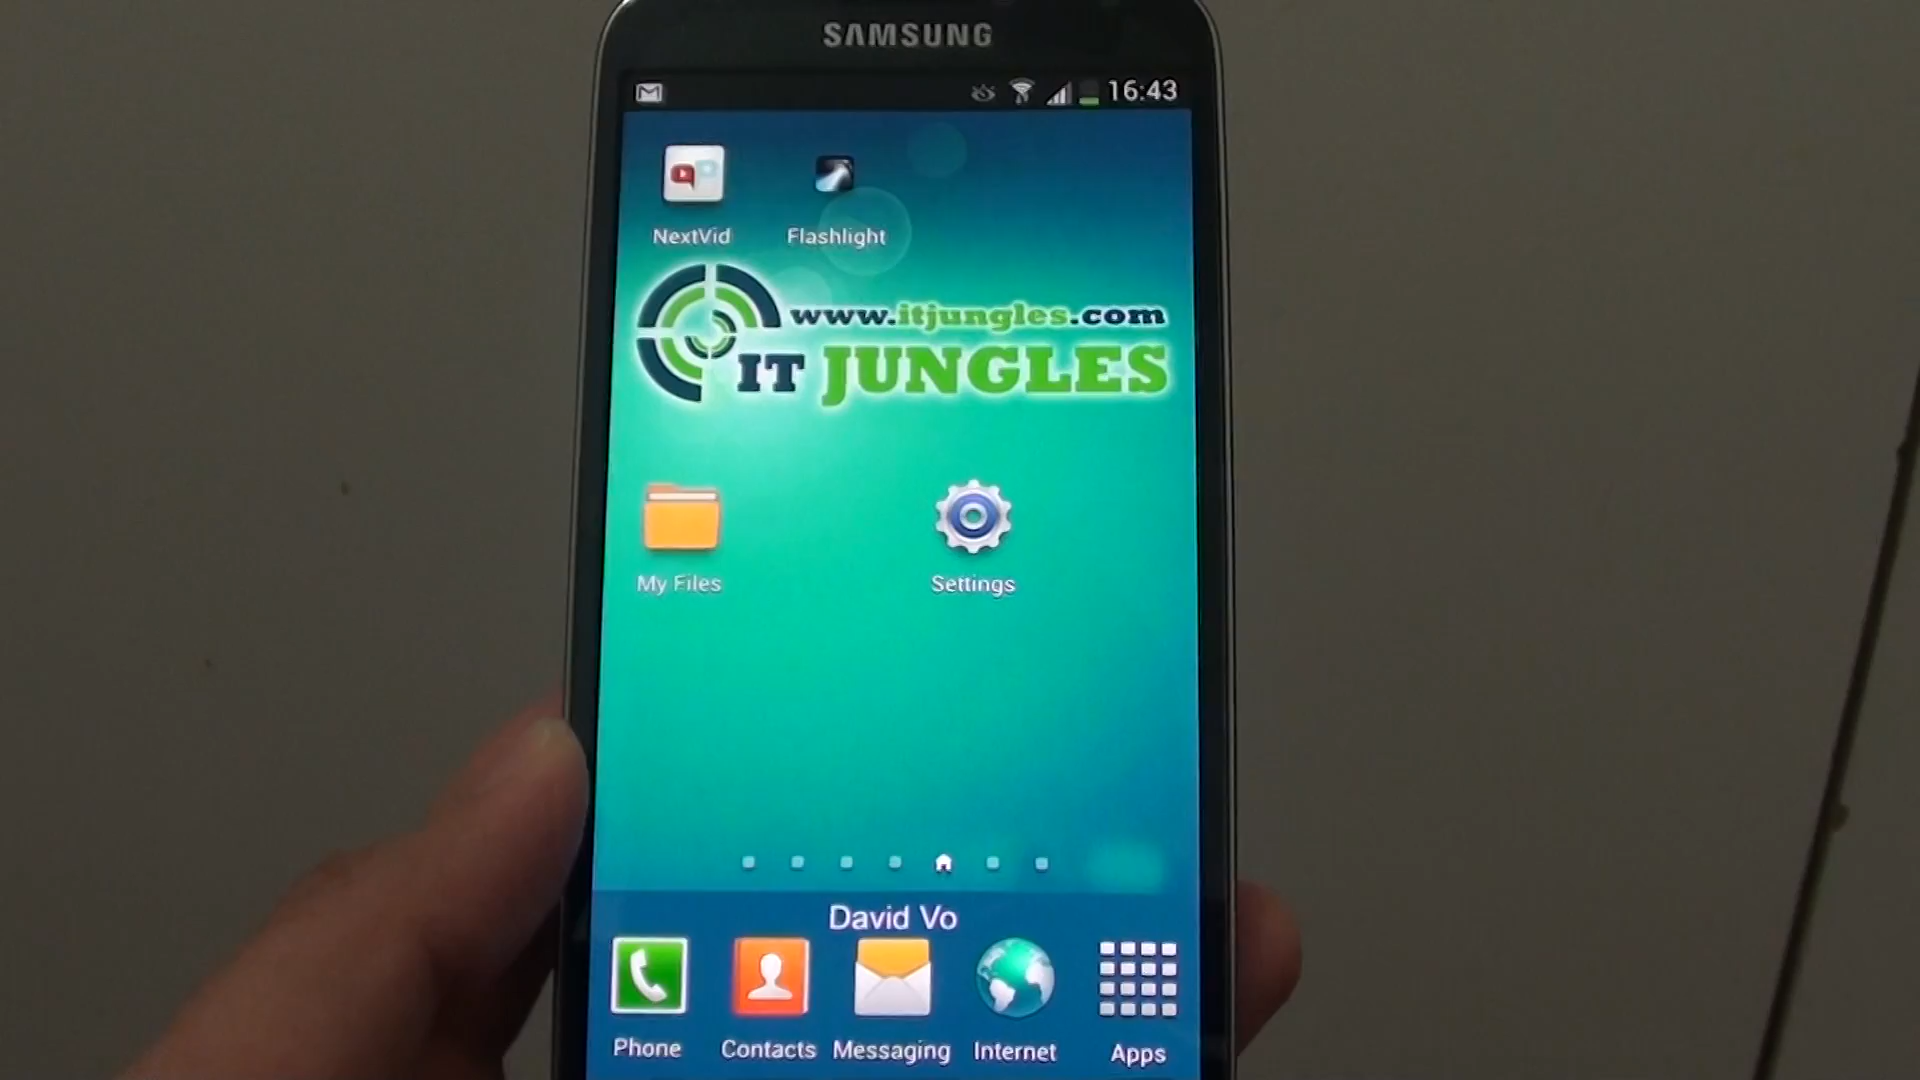 SAMSUNG
16:43
NextVid
Flashlight
www.itjungles.com
IT JUNGLES
My Files
Settings
David Vo
Phone
Contacts
Messaging
Internet
Apps